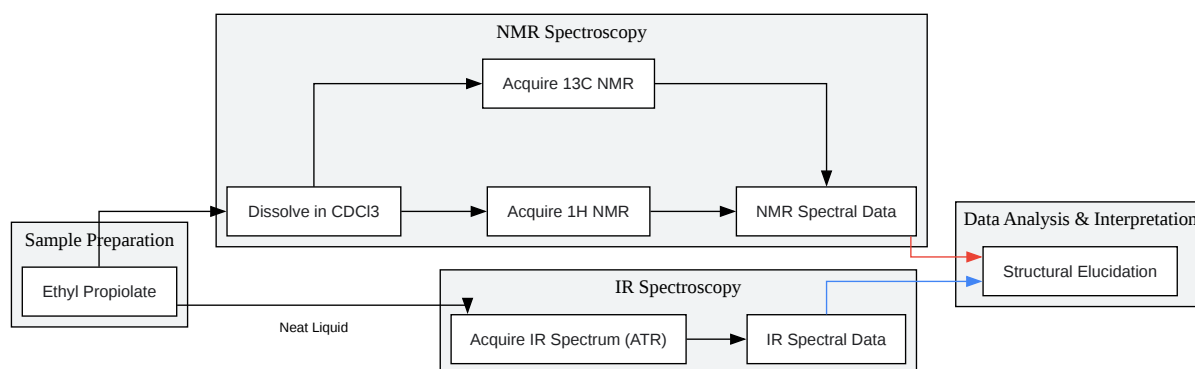 NMR Spectroscopy
Acquire 13C NMR
Dissolve in CDCl3
Acquire 1H NMR
NMR Spectral Data
Sample Preparation
Ethyl Propiolate
Neat Liquid
IR Spectroscopy
Acquire IR Spectrum (ATR)
IR Spectral Data
Data Analysis & Interpretation
Structural Elucidation